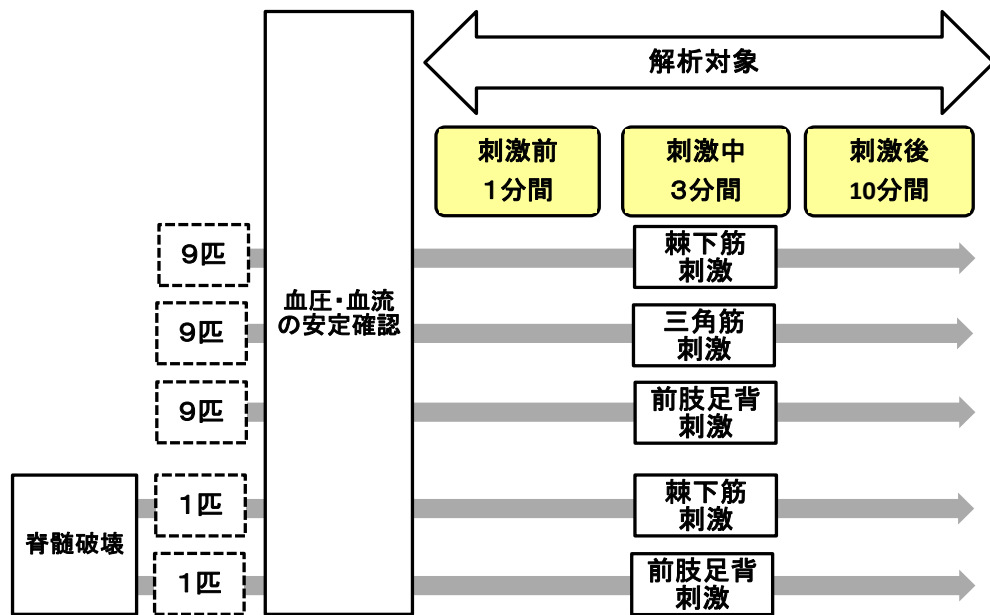 解析対象
刺激前
１分間
刺激中
３分間
刺激後
10分間
9匹
棘下筋
刺激
血圧・血流
の安定確認
9匹
三角筋
刺激
9匹
前肢足背
刺激
脊髄破壊
1匹
棘下筋
刺激
1匹
前肢足背
刺激